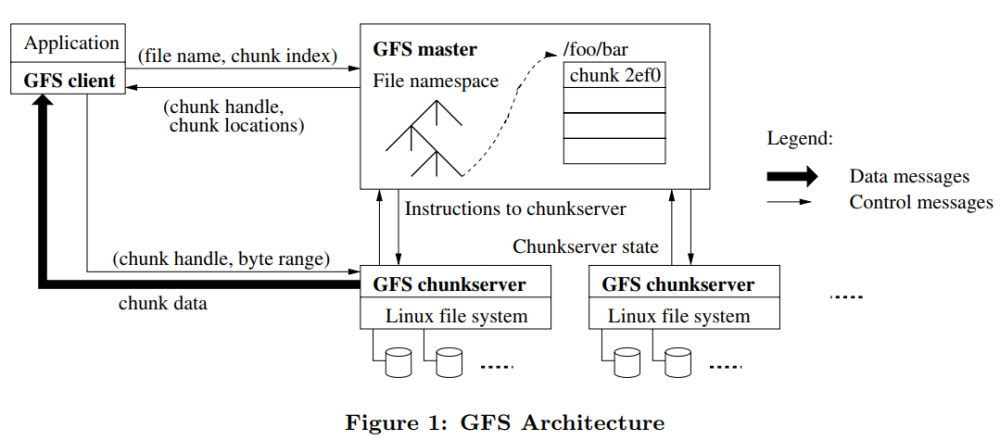 Application
GFS client
(file name, chunk index)
(chunk handle,
chunk locations)
GFS master
File namespace
/foo/bar
chunk 2ef0
Legend:
Data messages
Control messages
Instructions to chunkserver
Chunkserver state
(chunk handle, byte range)
chunk data
GFS chunkserver
Linux file system
GFS chunkserver
Linux file system
Figure 1: GFS Architecture